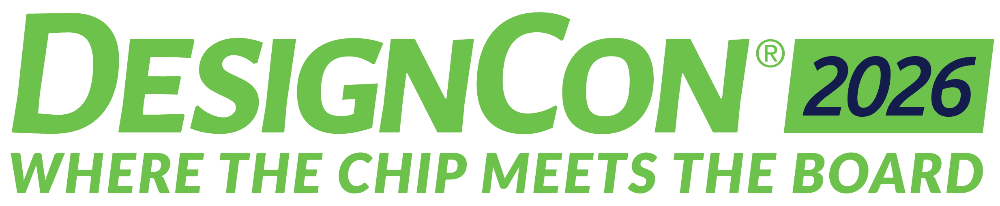 DESIGNCON® 2026
WHERE THE CHIP MEETS THE BOARD